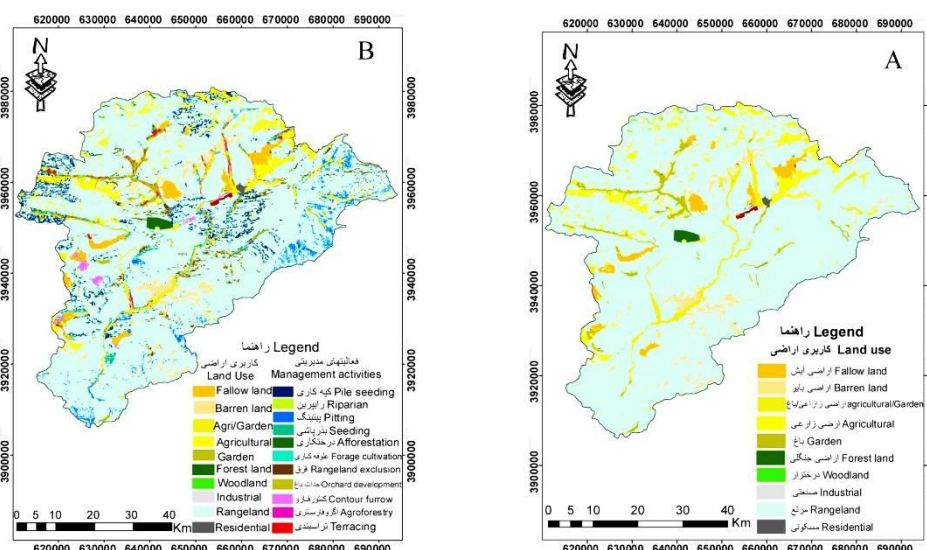 620000 630000 640000 650000 660000 670000 680000 690000
B
N
3980000
3960000
3940000
3920000
3900000
راهنما Legend
کاربری اراضی
Land Use
Fallow land
Barren land
Agri/Garden
Agricultural
Garden
Forest land
Woodland
Industrial
Rangeland
Residential
فعالیتهای مدیریتی
Management activities
کپه کاری Pile seeding
رایپرین Riparian
پیتینگ Pitting
بذرپاشی Seeding
درختکاری Afforestation
علوفه کاری Forage cultivation
قرق Rangeland exclusion
احداث باغ Orchard development
کنتورفارو Contour furrow
اگروفارستری Agroforestry
تراسبندی Terracing
0 5 10 20 30 40
Km
620000 630000 640000 650000 660000 670000 680000 690000
620000 630000 640000 650000 660000 670000 680000 690000
A
N
3980000
3960000
3940000
3920000
3900000
راهنما Legend
کاربری اراضی Land use
اراضی آیش Fallow land
اراضی بایر Barren land
اراضی زراعی/باغ agricultural/Garden
ارضی زارعی Agricultural
باغ Garden
اراضی جنگلی Forest land
درختزار Woodland
صنعتی Industrial
مرتع Rangeland
مسکونی Residential
0 5 10 20 30 40
Km
620000 630000 640000 650000 660000 670000 680000 690000